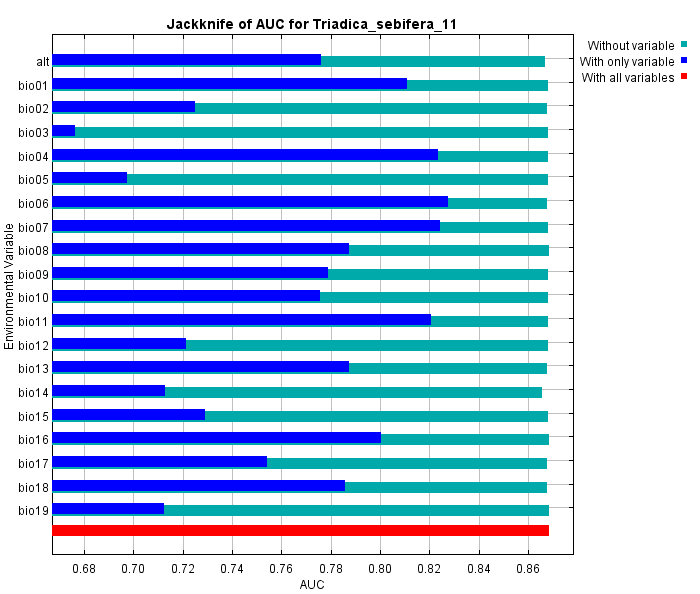 Jackknife of AUC for Triadica_sebifera_11
Without variable
With only variable
With all variables
alt
bio01
bio02
bio03
bio04
bio05
bio06
bio07
bio08
bio09
bio10
bio11
bio12
bio13
bio14
bio15
bio16
bio17
bio18
bio19
Environmental Variable
0.68 0.70 0.72 0.74 0.76 0.78 0.80 0.82 0.84 0.86
AUC